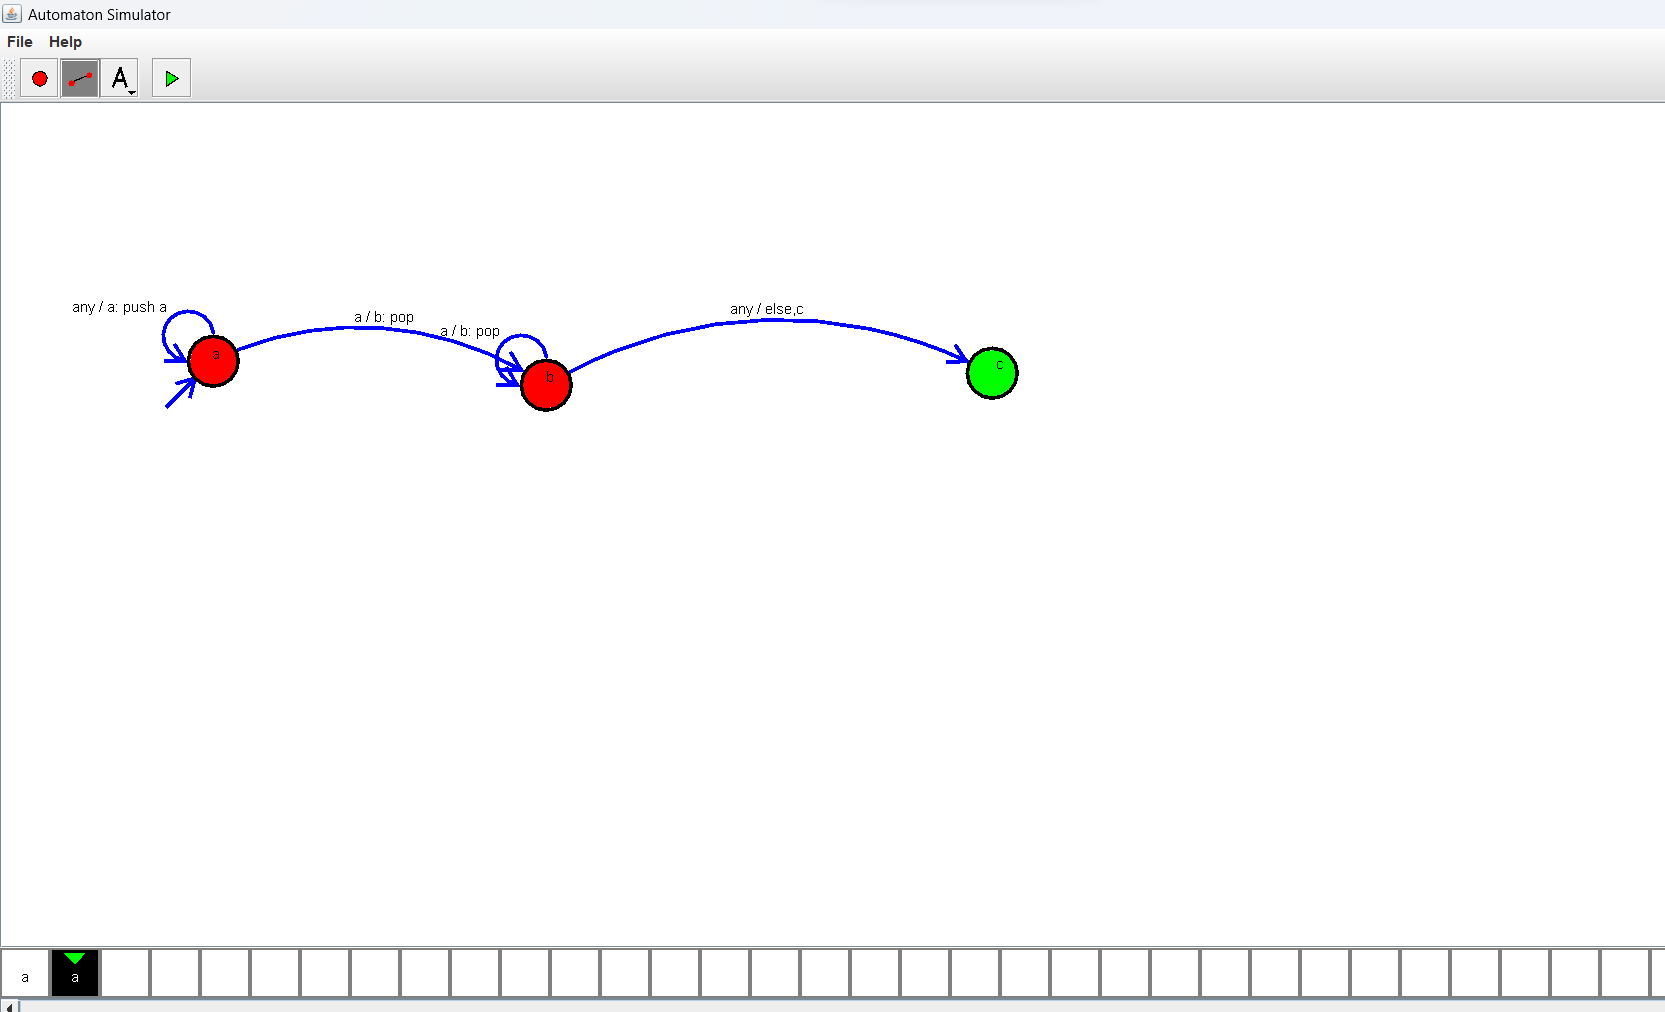 Automaton Simulator
File Help
A
any / a: push a
a / b: pop
a / b: pop
any / else,c
a
b
c
a
a